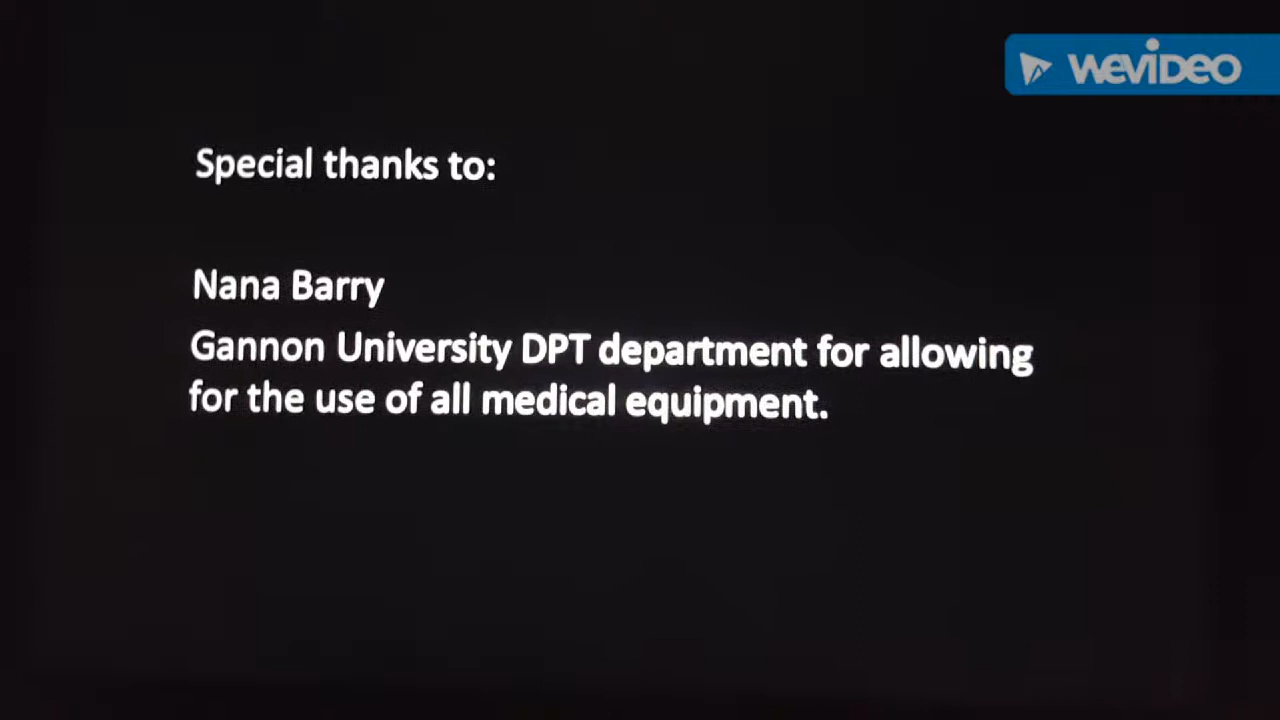 WEVIDEO
Special thanks to:
Nana Barry
Gannon University DPT department for allowing
for the use of all medical equipment.